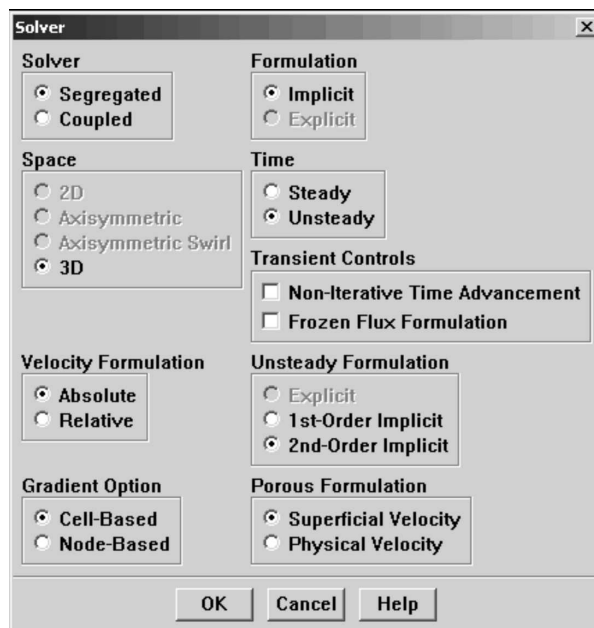 Solver
Solver
Segregated
Coupled
Formulation
Implicit
Explicit
Space
2D
Axisymmetric
Axisymmetric Swirl
3D
Time
Steady
Unsteady
Transient Controls
Non-Iterative Time Advancement
Frozen Flux Formulation
Velocity Formulation
Absolute
Relative
Unsteady Formulation
Explicit
1st-Order Implicit
2nd-Order Implicit
Gradient Option
Cell-Based
Node-Based
Porous Formulation
Superficial Velocity
Physical Velocity
OK
Cancel
Help